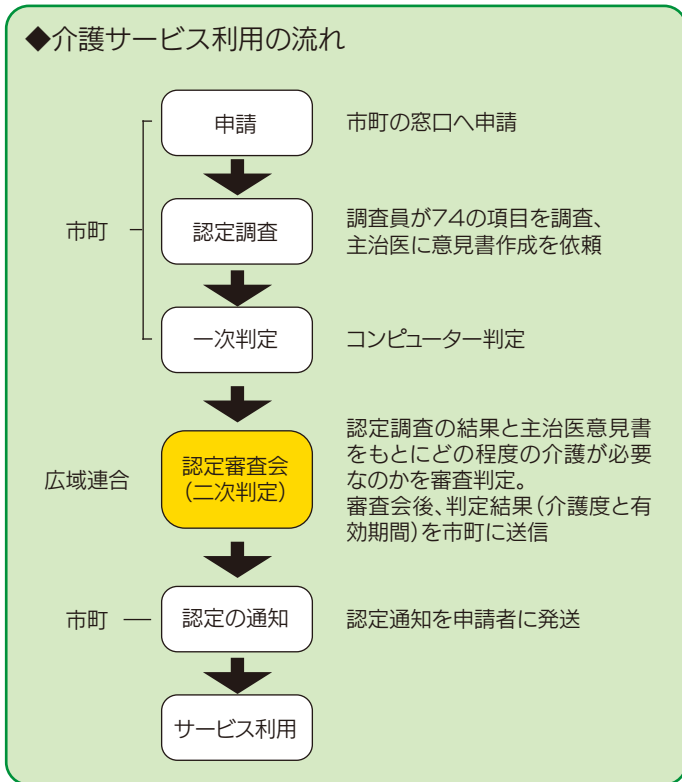 ◆介護サービス利用の流れ
申請
市町の窓口へ申請
市町
認定調査
調査員が74の項目を調査、
主治医に意見書作成を依頼
一次判定
コンピューター判定
広域連合
認定審査会
(二次判定)
認定調査の結果と主治医意見書
をもとにどの程度の介護が必要
なのかを審査判定。
審査会後、判定結果(介護度と有
効期間)を市町に送信
市町
認定の通知
認定通知を申請者に発送
サービス利用